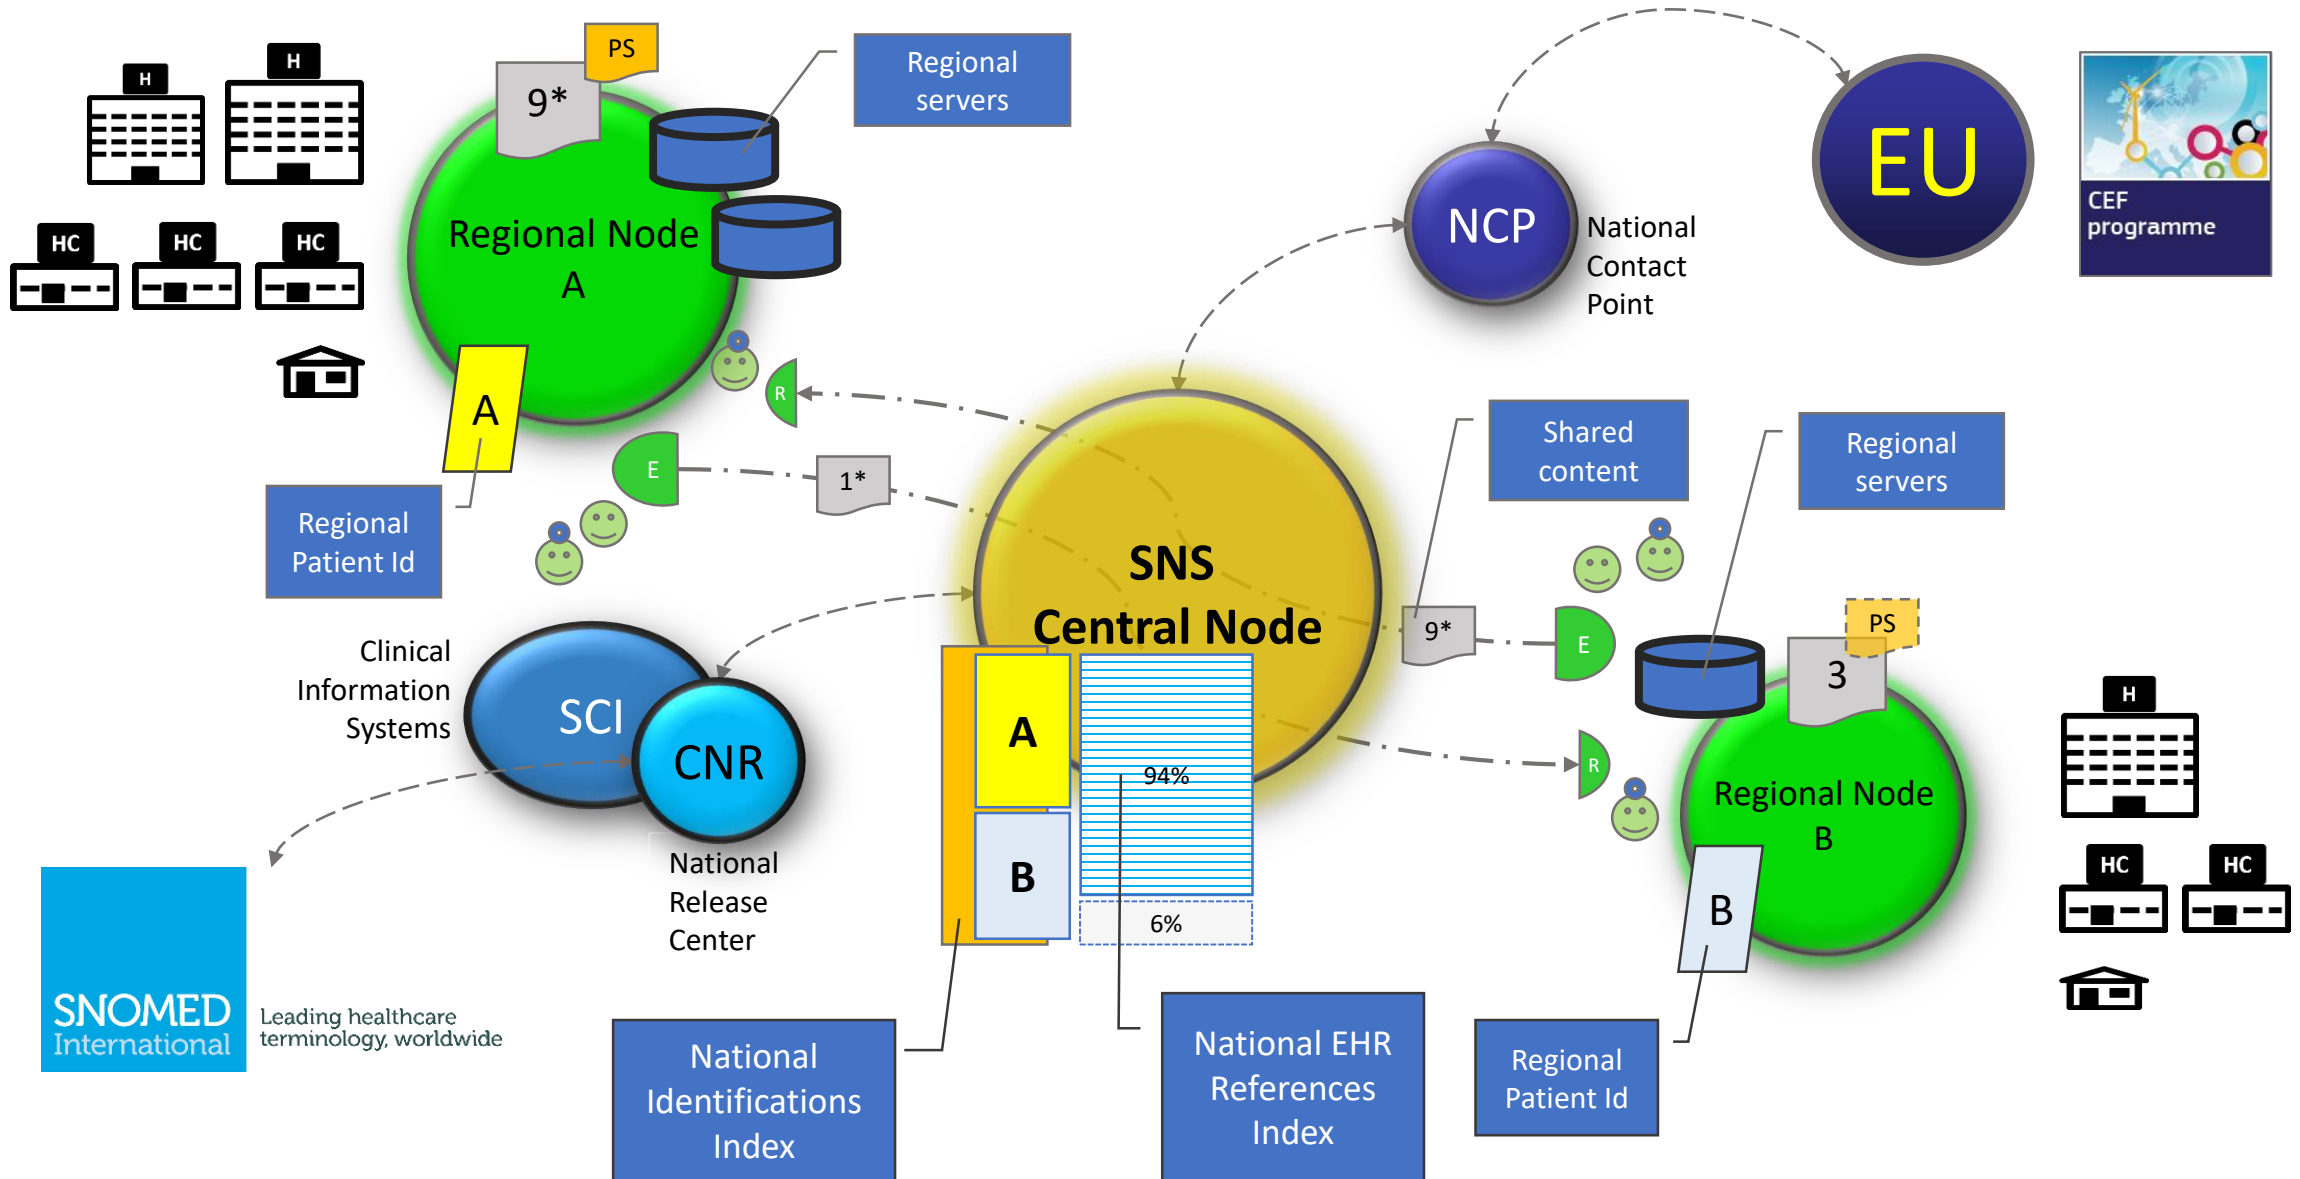 H
H
HC
HC
HC
9*
PS
Regional Node
A
Regional
servers
A
Regional
Patient Id
R
E
1*
NCP
National
Contact
Point
EU
CEF
programme
SNS
Central Node
Shared
content
Regional
servers
9*
E
R
PS
3
Regional Node
B
B
H
HC
HC
Clinical
Information
Systems
SCI
CNR
National
Release
Center
SNOMED
International
Leading healthcare
terminology, worldwide
A
B
94%
6%
National
Identifications
Index
National EHR
References
Index
Regional
Patient Id